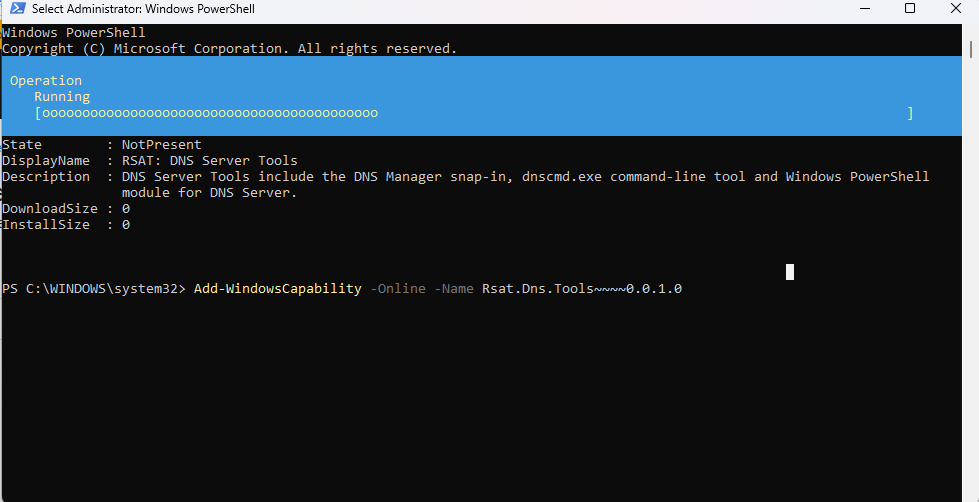 Select Administrator: Windows PowerShell
Windows PowerShell
Copyright (C) Microsoft Corporation. All rights reserved.
Operation
Running
[oooooooooooooooooooooooooooooooooooooooooo ]
State : NotPresent
DisplayName : RSAT: DNS Server Tools
Description : DNS Server Tools include the DNS Manager snap-in, dnscmd.exe command-line tool and Windows PowerShell
module for DNS Server.
DownloadSize : 0
InstallSize : 0
PS C:\WINDOWS\system32> Add-WindowsCapability -Online -Name Rsat.Dns.Tools~~~~0.0.1.0